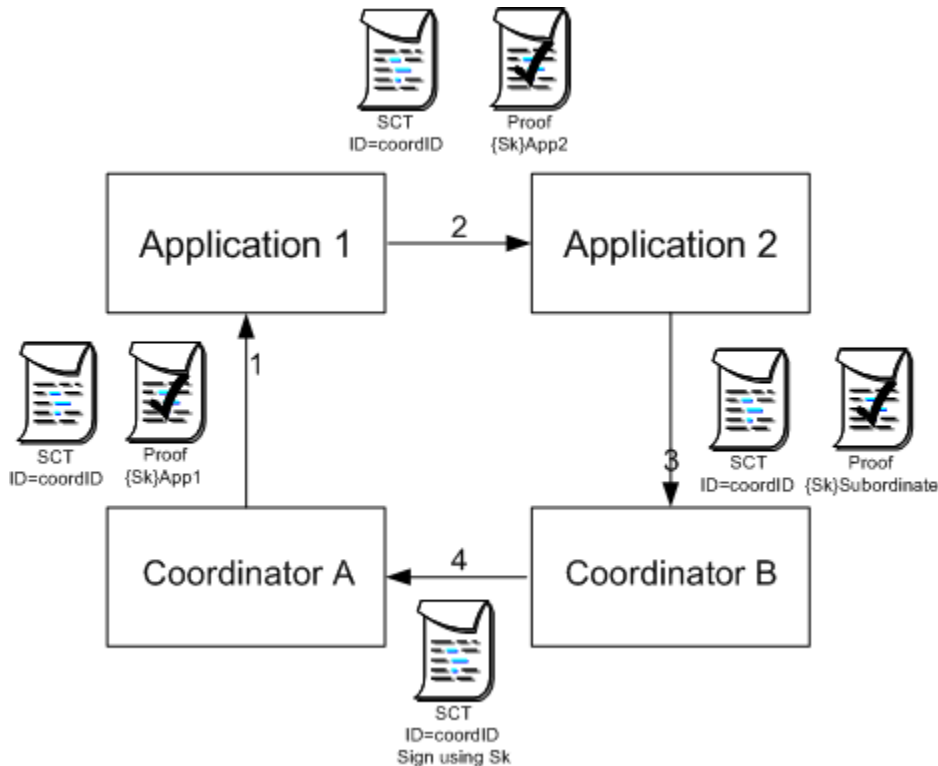 SCT
ID=coordID
Proof
{Sk}App2
Application 1
2
Application 2
1
SCT
ID=coordID
Proof
{Sk}App1
3
SCT
ID=coordID
Proof
{Sk}Subordinate
Coordinator A
4
Coordinator B
SCT
ID=coordID
Sign using Sk